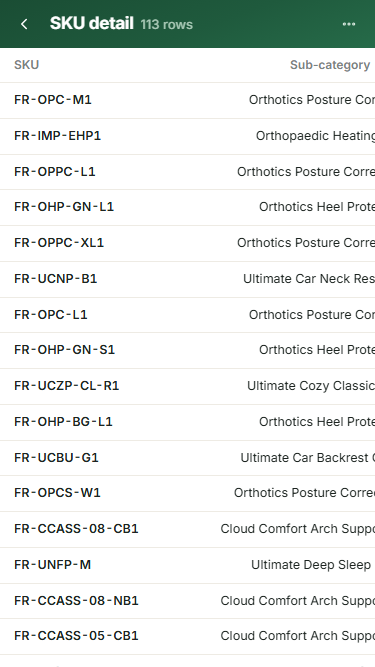 SKU detail 113 rows
SKU Sub-category
FR-OPC-M1 Orthotics Posture Cor
FR-IMP-EHP1 Orthopaedic Heating
FR-OPPC-L1 Orthotics Posture Corre
FR-OHP-GN-L1 Orthotics Heel Prote
FR-OPPC-XL1 Orthotics Posture Corre
FR-UCNP-B1 Ultimate Car Neck Res
FR-OPC-L1 Orthotics Posture Cor
FR-OHP-GN-S1 Orthotics Heel Prote
FR-UCZP-CL-R1 Ultimate Cozy Classic
FR-OHP-BG-L1 Orthotics Heel Prote
FR-UCBU-G1 Ultimate Car Backrest C
FR-OPCS-W1 Orthotics Posture Corre
FR-CCASS-08-CB1 Cloud Comfort Arch Suppo
FR-UNFP-M Ultimate Deep Sleep
FR-CCASS-08-NB1 Cloud Comfort Arch Suppo
FR-CCASS-05-CB1 Cloud Comfort Arch Suppo